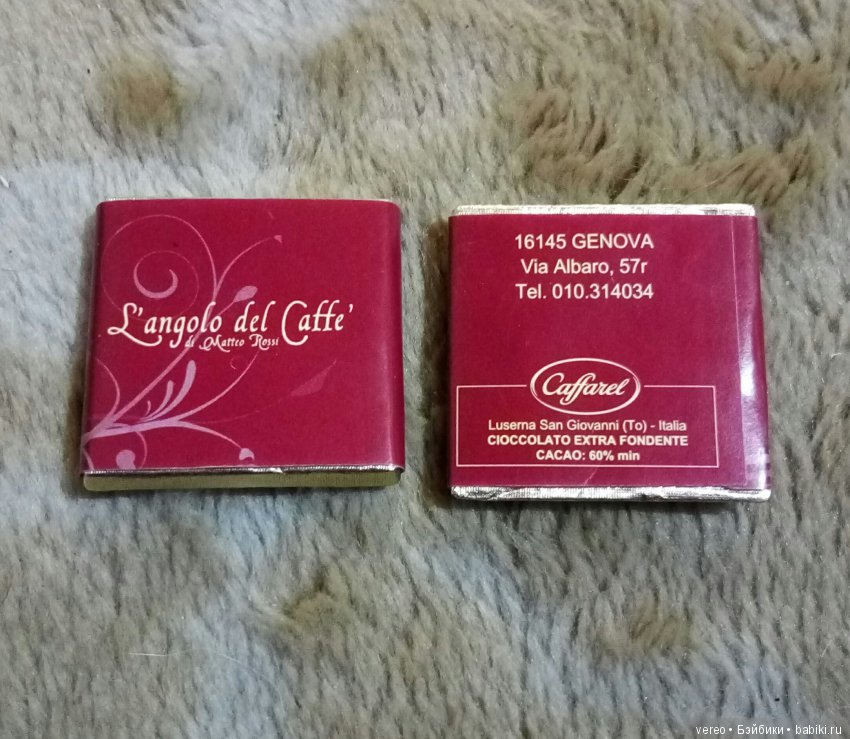 L'angolo del Caffe'
di Matteo Rossi
16145 GENOVA
Via Albaro, 57r
Tel. 010.314034
Caffarel
Luserna San Giovanni (To) - Italia
CIOCCOLATO EXTRA FONDENTE
CACAO: 60% min
vereo • Бэйбики • babiki.ru